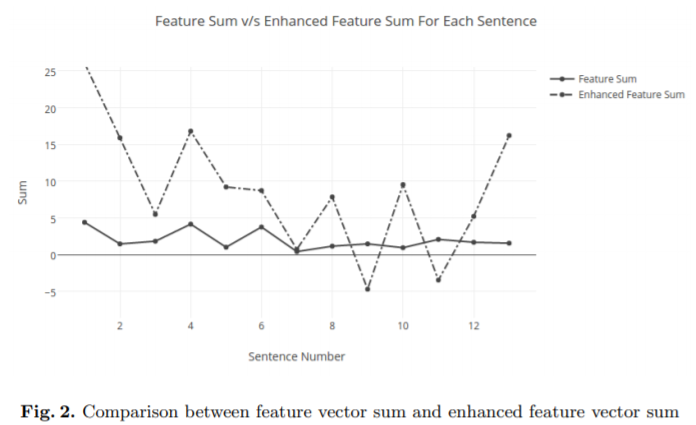 Feature Sum v/s Enhanced Feature Sum For Each Sentence
Feature Sum
Enhanced Feature Sum
25
20
15
10
5
0
−5
Sum
2 4 6 8 10 12
Sentence Number
Fig. 2. Comparison between feature vector sum and enhanced feature vector sum